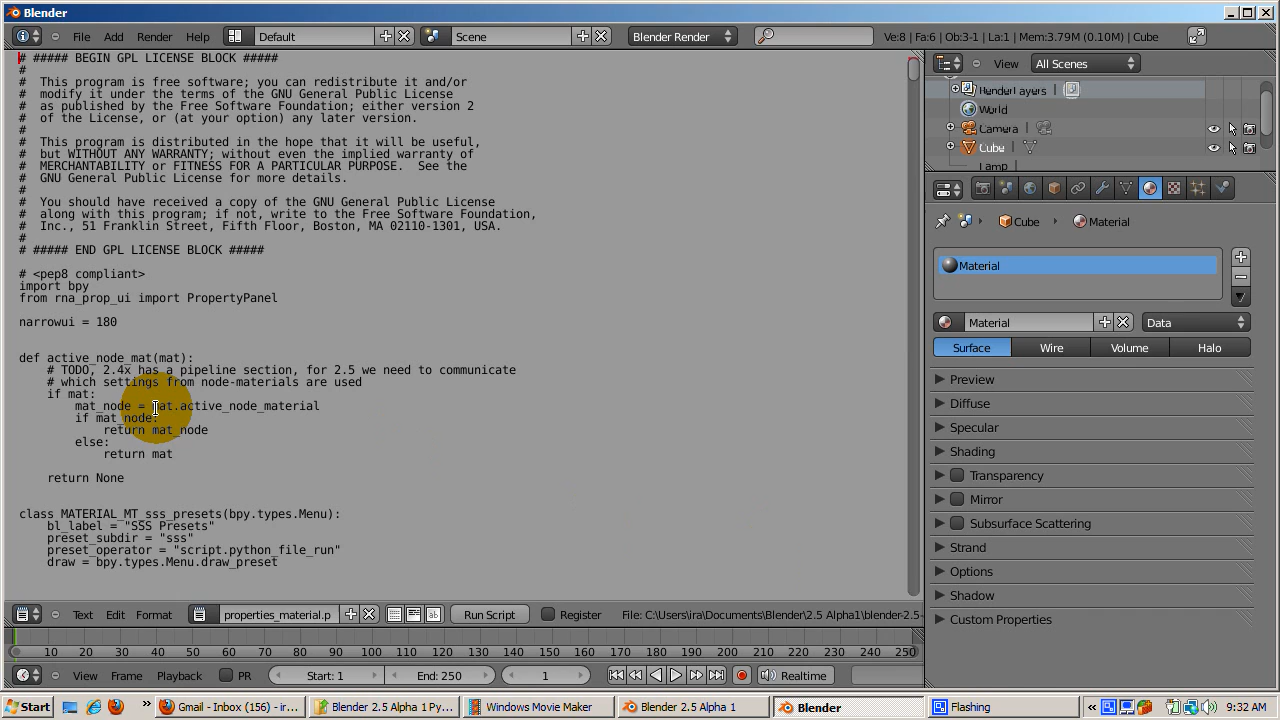 Blender
File Add Render Help Default Scene Blender Render Ve:8 | Fa:6 | Ob:3-1 | La:1 | Mem:3.79M (0.10M) | Cube
# ##### BEGIN GPL LICENSE BLOCK #####
#
#  This program is free software; you can redistribute it and/or
#  modify it under the terms of the GNU General Public License
#  as published by the Free Software Foundation; either version 2
#  of the License, or (at your option) any later version.
#
#  This program is distributed in the hope that it will be useful,
#  but WITHOUT ANY WARRANTY; without even the implied warranty of
#  MERCHANTABILITY or FITNESS FOR A PARTICULAR PURPOSE.  See the
#  GNU General Public License for more details.
#
#  You should have received a copy of the GNU General Public License
#  along with this program; if not, write to the Free Software Foundation,
#  Inc., 51 Franklin Street, Fifth Floor, Boston, MA 02110-1301, USA.
#
# ##### END GPL LICENSE BLOCK #####
# <pep8 compliant>
import bpy
from rna_prop_ui import PropertyPanel
narrowui = 180
def active_node_mat(mat):
    # TODO, 2.4x has a pipeline section, for 2.5 we need to communicate
    # which settings from node-materials are used
    if mat:
        mat_node = mat.active_node_material
        if mat_node:
            return mat_node
        else:
            return mat
    return None
class MATERIAL_MT_sss_presets(bpy.types.Menu):
    bl_label = "SSS Presets"
    preset_subdir = "sss"
    preset_operator = "script.python_file_run"
    draw = bpy.types.Menu.draw_preset
Text Edit Format properties_material.p Run Script Register File: C:\Users\ira\Documents\Blender\2.5 Alpha1\blender-2.5-
10 20 30 40 50 60 70 80 90 100 110 120 130 140 150 160 170 180 190 200 210 220 230 240 250
View Frame Playback PR Start: 1 End: 250 1 Realtime
View All Scenes
RenderLayers
World
Camera
Cube
Lamp
Cube Material
Material
Material Data
Surface Wire Volume Halo
Preview
Diffuse
Specular
Shading
Transparency
Mirror
Subsurface Scattering
Strand
Options
Shadow
Custom Properties
Start Gmail - Inbox (156) - ir... Blender 2.5 Alpha 1 Py... Windows Movie Maker Blender 2.5 Alpha 1 Blender Flashing 9:32 AM